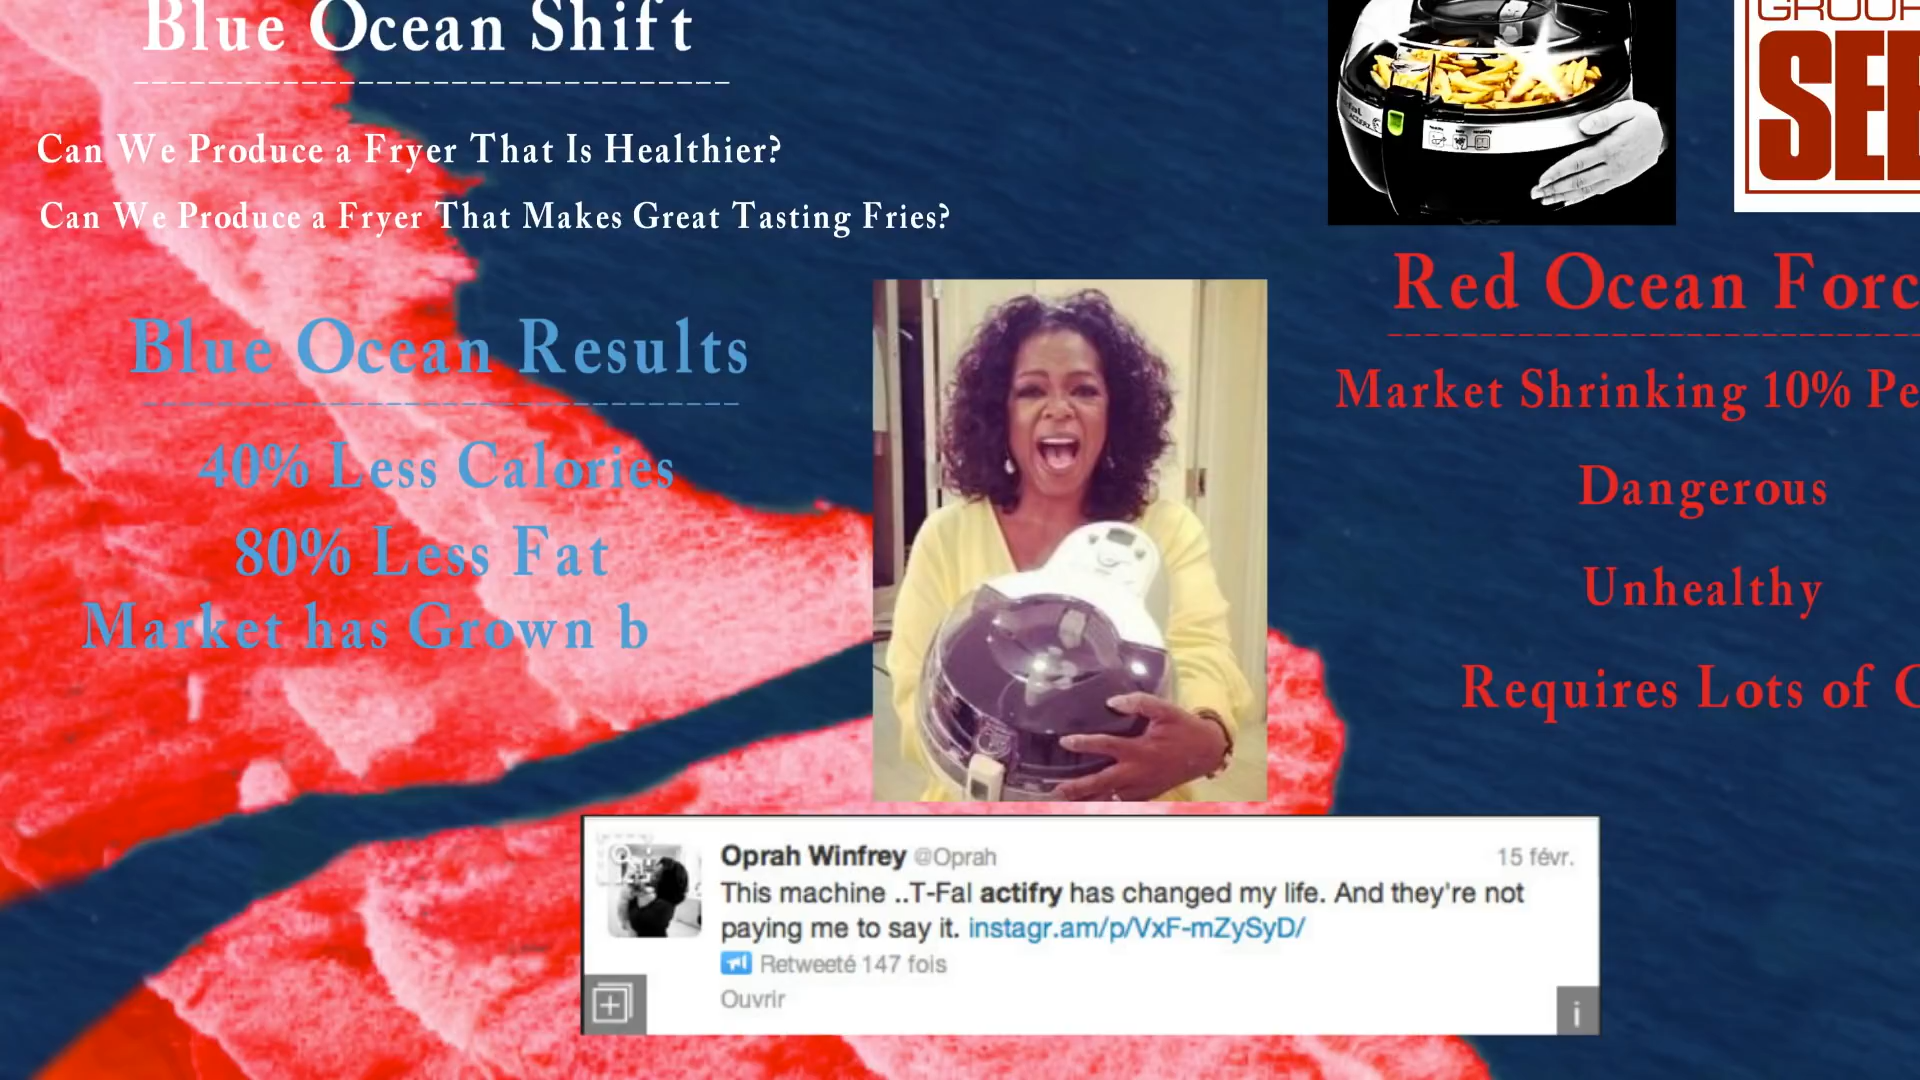 Blue Ocean Shift
Can We Produce a Fryer That Is Healthier?
Can We Produce a Fryer That Makes Great Tasting Fries?
Blue Ocean Results
40% Less Calories
80% Less Fat
Market has Grown b
GROUP
SEE
Red Ocean Forc
Market Shrinking 10% Pe
Dangerous
Unhealthy
Requires Lots of
Oprah Winfrey @Oprah 15 févr.
This machine ..T-Fal actifry has changed my life. And they're not
paying me to say it. instagr.am/p/VxF-mZySyD/
Retweeté 147 fois
Ouvrir